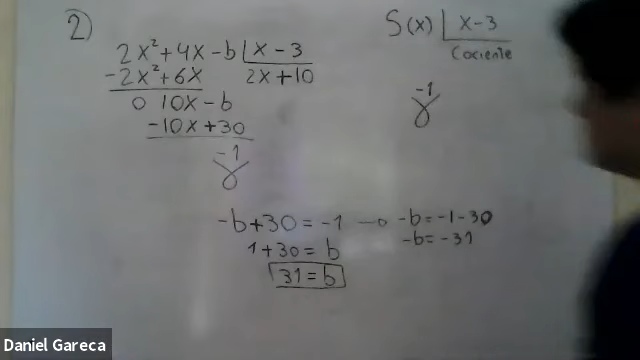 2)
2x² + 4x - b | x - 3
-2x² + 6x 2x + 10
0 10x - b
-10x + 30
-1
γ
S(x) | x - 3
Cociente
-1
γ
-b + 30 = -1 → -b = -1 - 30
1 + 30 = b -b = -31
31 = b
Daniel Gareca